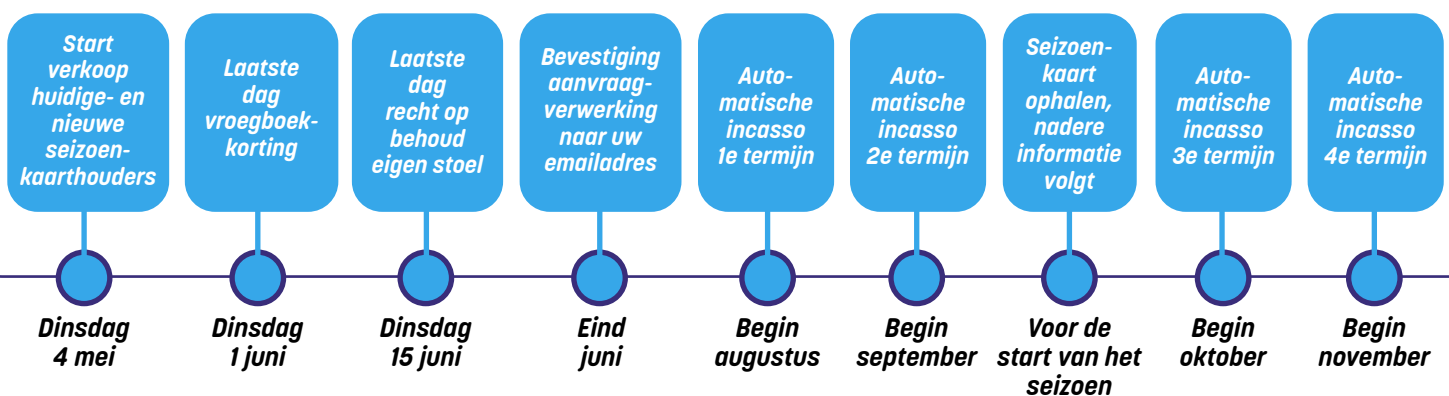 Start
verkoop
huidige- en
nieuwe
seizoen-
kaarthouders
Dinsdag
4 mei
Laatste
dag
vroegboek-
korting
Dinsdag
1 juni
Laatste
dag
recht op
behoud
eigen stoel
Dinsdag
15 juni
Bevestiging
aanvraag-
verwerking
naar uw
emailadres
Eind
juni
Auto-
matische
incasso
1e termijn
Begin
augustus
Auto-
matische
incasso
2e termijn
Begin
september
Seizoen-
kaart
ophalen,
nadere
informatie
volgt
Voor de
start van het
seizoen
Auto-
matische
incasso
3e termijn
Begin
oktober
Auto-
matische
incasso
4e termijn
Begin
november